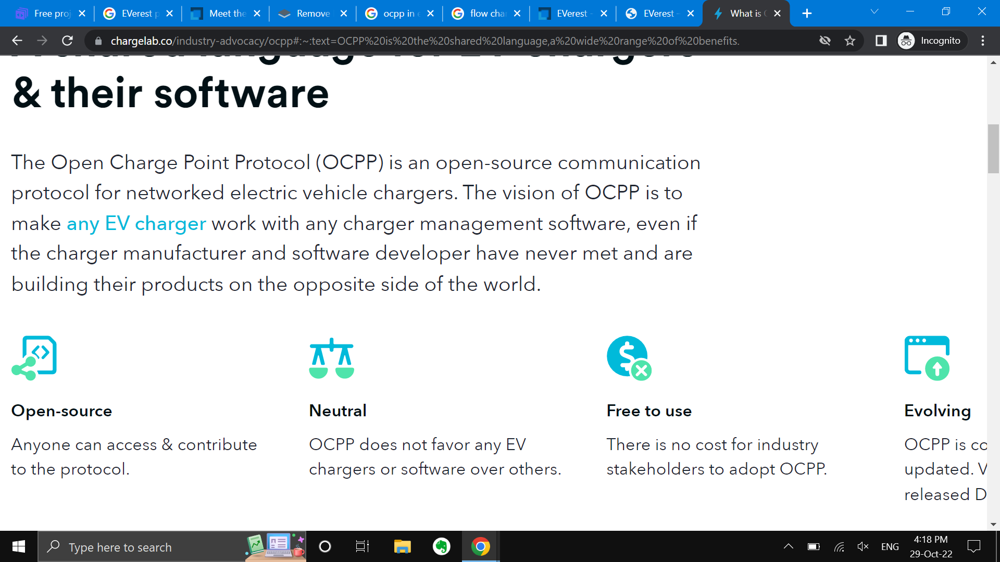 Free proj
EVerest p
Meet the
Remove
ocpp in e
flow char
EVerest -
EVerest -
What is
chargelab.co/industry-advocacy/ocpp#:~:text=OCPP%20is%20the%20shared%20language,a%20wide%20range%20of%20benefits.
Incognito
A shared language for EV chargers
& their software
The Open Charge Point Protocol (OCPP) is an open-source communication
protocol for networked electric vehicle chargers. The vision of OCPP is to
make any EV charger work with any charger management software, even if
the charger manufacturer and software developer have never met and are
building their products on the opposite side of the world.
Open-source
Anyone can access & contribute
to the protocol.
Neutral
OCPP does not favor any EV
chargers or software over others.
Free to use
There is no cost for industry
stakeholders to adopt OCPP.
Evolving
OCPP is co
updated. V
released D
Type here to search
ENG
4:18 PM
29-Oct-22